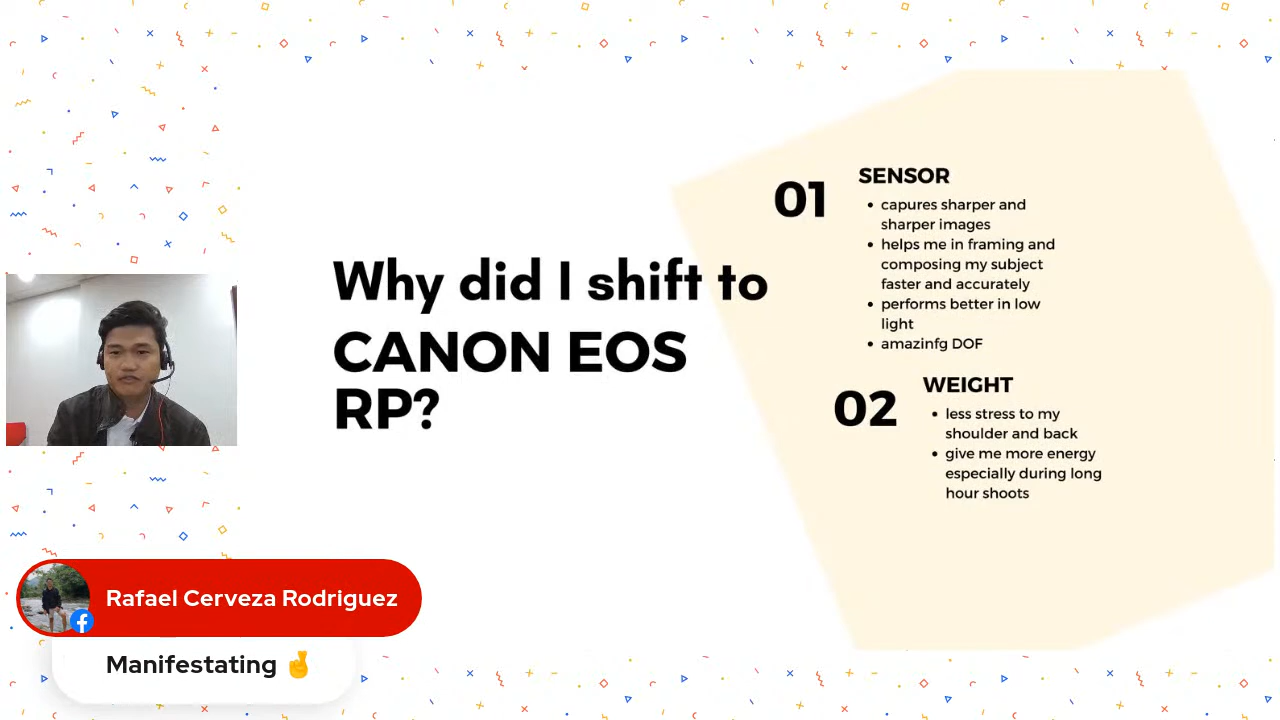 Why did I shift to
CANON EOS
RP?
01
SENSOR
• capures sharper and
sharper images
• helps me in framing and
composing my subject
faster and accurately
• performs better in low
light
• amazinfg DOF
02
WEIGHT
• less stress to my
shoulder and back
• give me more energy
especially during long
hour shoots
Rafael Cerveza Rodriguez
Manifestating 🤞